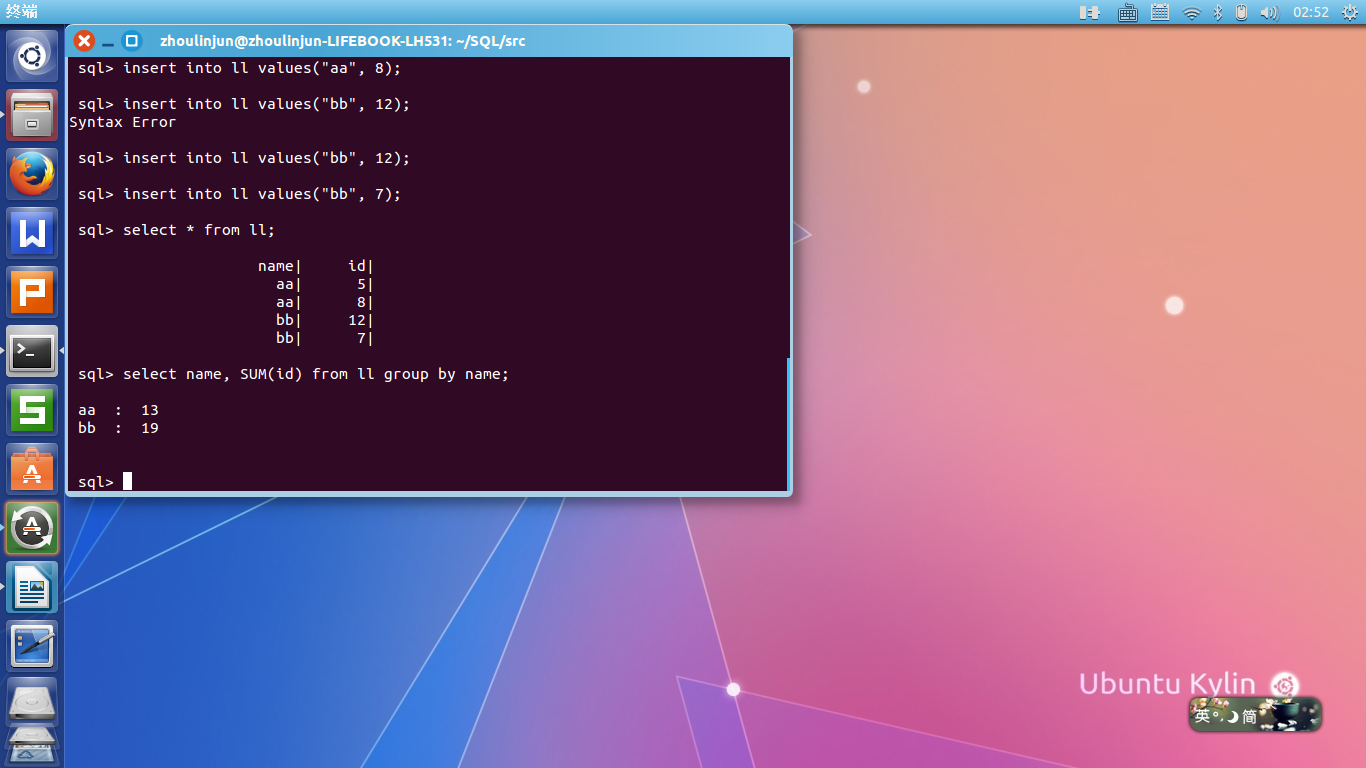 终端
02:52
zhoulinjun@zhoulinjun-LIFEBOOK-LH531: ~/SQL/src
sql> insert into ll values("aa", 8);
sql> insert into ll values("bb", 12);
Syntax Error
sql> insert into ll values("bb", 12);
sql> insert into ll values("bb", 7);
sql> select * from ll;
name| id|
aa| 5|
aa| 8|
bb| 12|
bb| 7|
sql> select name, SUM(id) from ll group by name;
aa : 13
bb : 19
sql>
Ubuntu Kylin
英 简